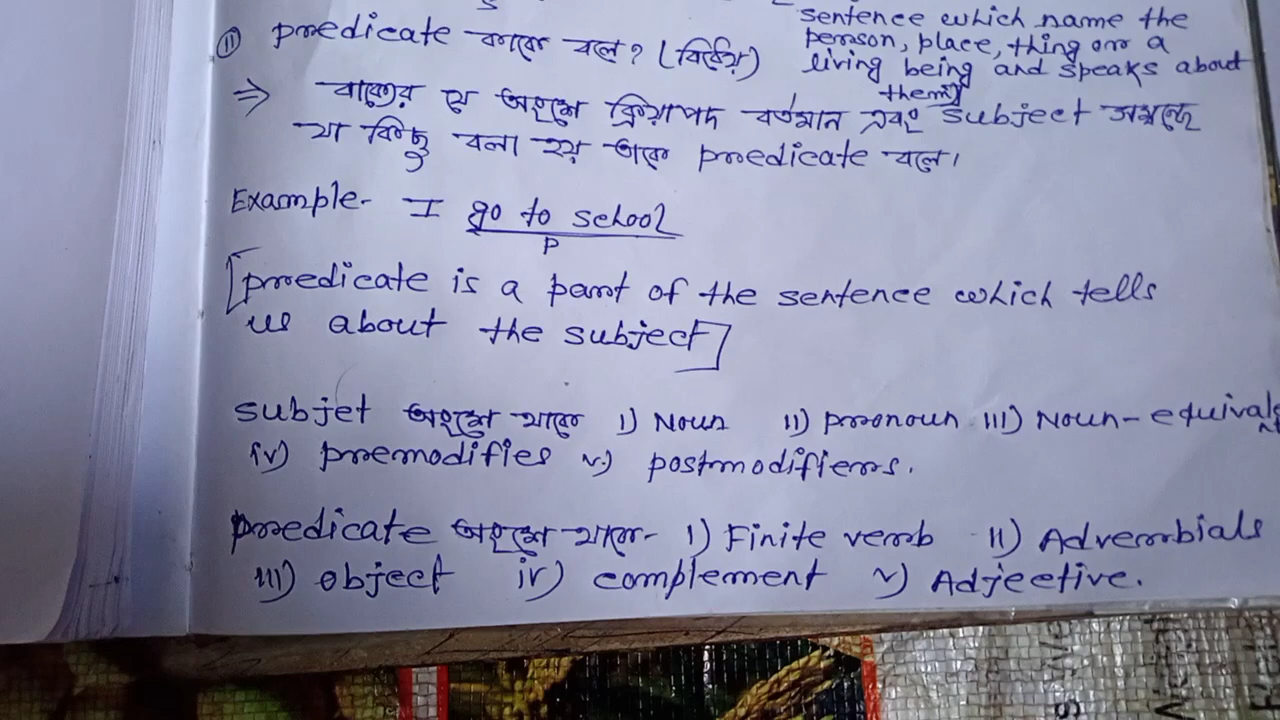 sentence which name the
person, place, thing or a
living being and speaks about
them]
ii) predicate কাকে বলে? (বিধেয়)
⇒ বাক্যের যে অংশে ক্রিয়াপদ বর্তমান এবং subject সম্বন্ধে
যা কিছু বলা হয় তাকে predicate বলে।
Example- I go to school
P
[predicate is a part of the sentence which tells
us about the subject]
subjet অংশে থাকে i) Noun ii) pronoun iii) Noun-equivalent
iv) premodifies v) postmodifiers.
predicate অংশে থাকে- i) Finite verb ii) Adverbials
iii) object iv) complement v) Adjective.